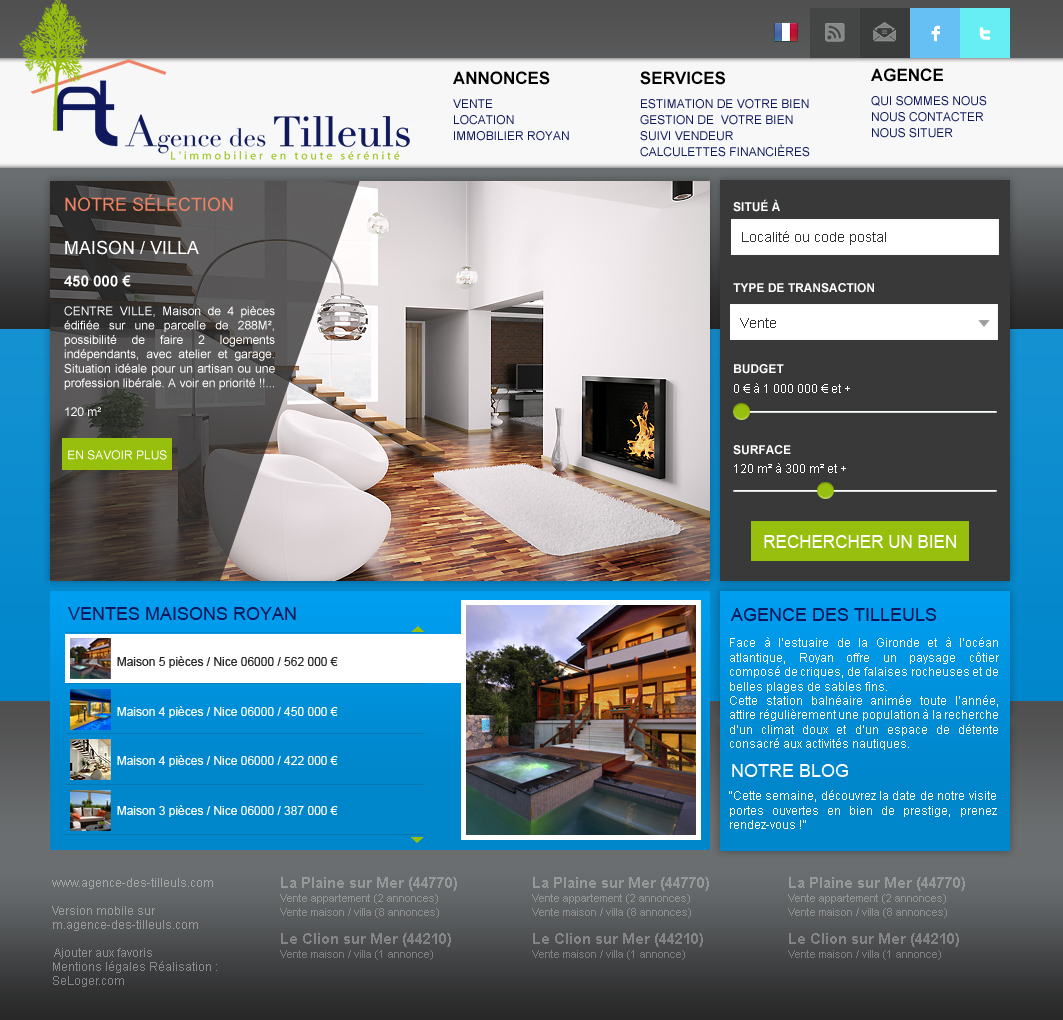 At Agence des Tilleuls
L'immobilier en toute sérénité
ANNONCES
VENTE
LOCATION
IMMOBILIER ROYAN
SERVICES
ESTIMATION DE VOTRE BIEN
GESTION DE VOTRE BIEN
SUIVI VENDEUR
CALCULETTES FINANCIÈRES
AGENCE
QUI SOMMES NOUS
NOUS CONTACTER
NOUS SITUER
NOTRE SÉLECTION
MAISON / VILLA
450 000 €
CENTRE VILLE, Maison de 4 pièces
édifiée sur une parcelle de 288M²,
possibilité de faire 2 logements
indépendants, avec atelier et garage.
Situation idéale pour un artisan ou une
profession libérale. A voir en priorité !!...
120 m²
EN SAVOIR PLUS
SITUÉ À
Localité ou code postal
TYPE DE TRANSACTION
Vente
BUDGET
0 € à 1 000 000 € et +
SURFACE
120 m² à 300 m² et +
RECHERCHER UN BIEN
VENTES MAISONS ROYAN
Maison 5 pièces / Nice 06000 / 562 000 €
Maison 4 pièces / Nice 06000 / 450 000 €
Maison 4 pièces / Nice 06000 / 422 000 €
Maison 3 pièces / Nice 06000 / 387 000 €
AGENCE DES TILLEULS
Face à l'estuaire de la Gironde et à l'océan
atlantique, Royan offre un paysage côtier
composé de criques, de falaises rocheuses et de
belles plages de sables fins.
Cette station balnéaire animée toute l'année,
attire régulièrement une population à la recherche
d'un climat doux et d'un espace de détente
consacré aux activités nautiques.
NOTRE BLOG
"Cette semaine, découvrez la date de notre visite
portes ouvertes en bien de prestige, prenez
rendez-vous !"
www.agence-des-tilleuls.com
Version mobile sur
m.agence-des-tilleuls.com
Ajouter aux favoris
Mentions légales Réalisation :
SeLoger.com
La Plaine sur Mer (44770)
Vente appartement (2 annonces)
Vente maison / villa (8 annonces)
Le Clion sur Mer (44210)
Vente maison / villa (1 annonce)
La Plaine sur Mer (44770)
Vente appartement (2 annonces)
Vente maison / villa (8 annonces)
Le Clion sur Mer (44210)
Vente maison / villa (1 annonce)
La Plaine sur Mer (44770)
Vente appartement (2 annonces)
Vente maison / villa (8 annonces)
Le Clion sur Mer (44210)
Vente maison / villa (1 annonce)